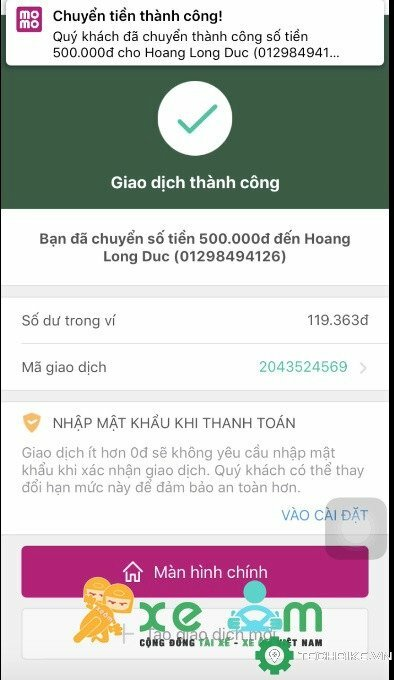 mo
mo
Chuyển tiền thành công!
Quý khách đã chuyển thành công số tiền
500.000đ cho Hoang Long Duc (012984941...
Giao dịch thành công
Bạn đã chuyển số tiền 500.000đ đến Hoang
Long Duc (01298494126)
Số dư trong ví 119.363đ
Mã giao dịch 2043524569
NHẬP MẬT KHẨU KHI THANH TOÁN
Giao dịch ít hơn 0đ sẽ không yêu cầu nhập mật
khẩu khi xác nhận giao dịch. Quý khách có thể thay
đổi hạn mức này để đảm bảo an toàn hơn.
VÀO CÀI ĐẶT
Màn hình chính
xe ôm
Tạo giao dịch mới
CỘNG ĐỒNG TÀI XẾ - XE ÔM VIỆT NAM
TECHBIKE.VN